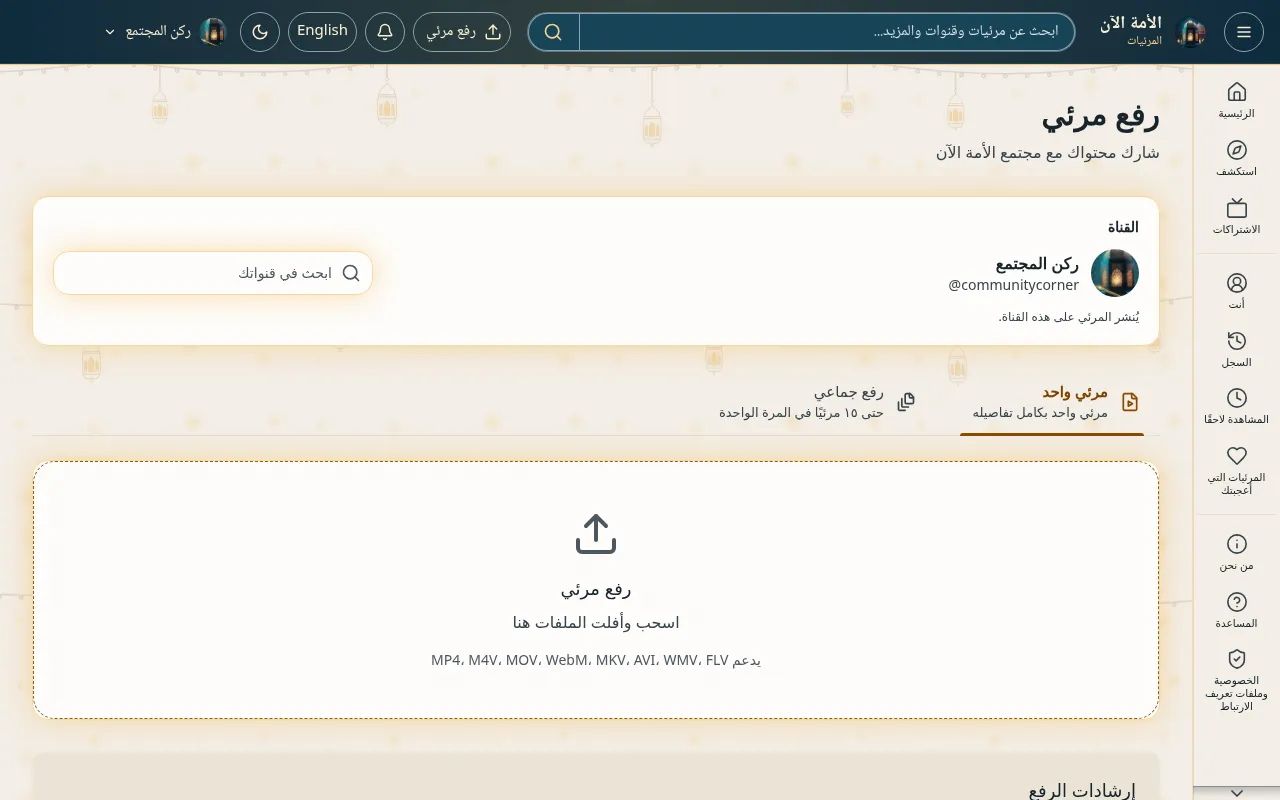 الأمة الآن
المرئيات
ابحث عن مرئيات وقنوات والمزيد...
رفع مرئي
English
ركن المجتمع
الرئيسية
استكشف
الاشتراكات
أنت
السجل
المشاهدة لاحقًا
المرئيات التي
أعجبتك
من نحن
المساعدة
الخصوصية
وملفات تعريف
الارتباط
رفع مرئي
شارك محتواك مع مجتمع الأمة الآن
القناة
ركن المجتمع
@communitycorner
يُنشر المرئي على هذه القناة.
ابحث في قنواتك
مرئي واحد
مرئي واحد بكامل تفاصيله
رفع جماعي
حتى ١٥ مرئيًا في المرة الواحدة
رفع مرئي
اسحب وأفلت الملفات هنا
يدعم MP4، M4V، MOV، WebM، MKV، AVI، WMV، FLV
إرشادات الرفع